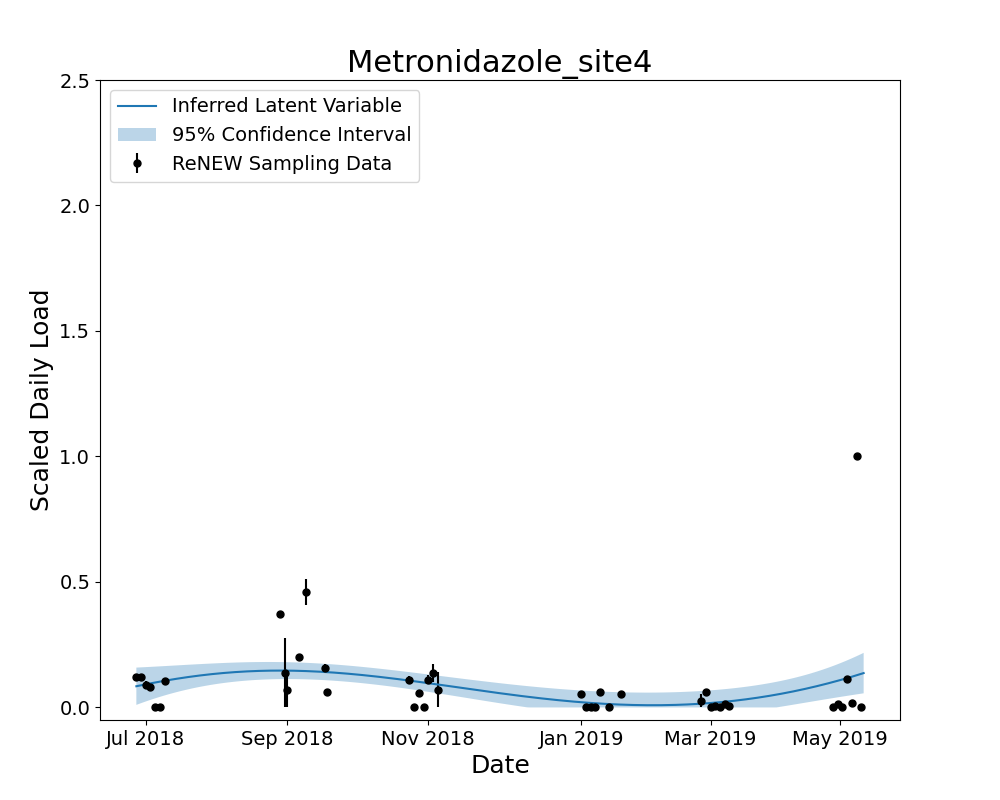 Metronidazole_site4
Inferred Latent Variable
95% Confidence Interval
ReNEW Sampling Data
Scaled Daily Load
2.5
2.0
1.5
1.0
0.5
0.0
Jul 2018
Sep 2018
Nov 2018
Jan 2019
Mar 2019
May 2019
Date